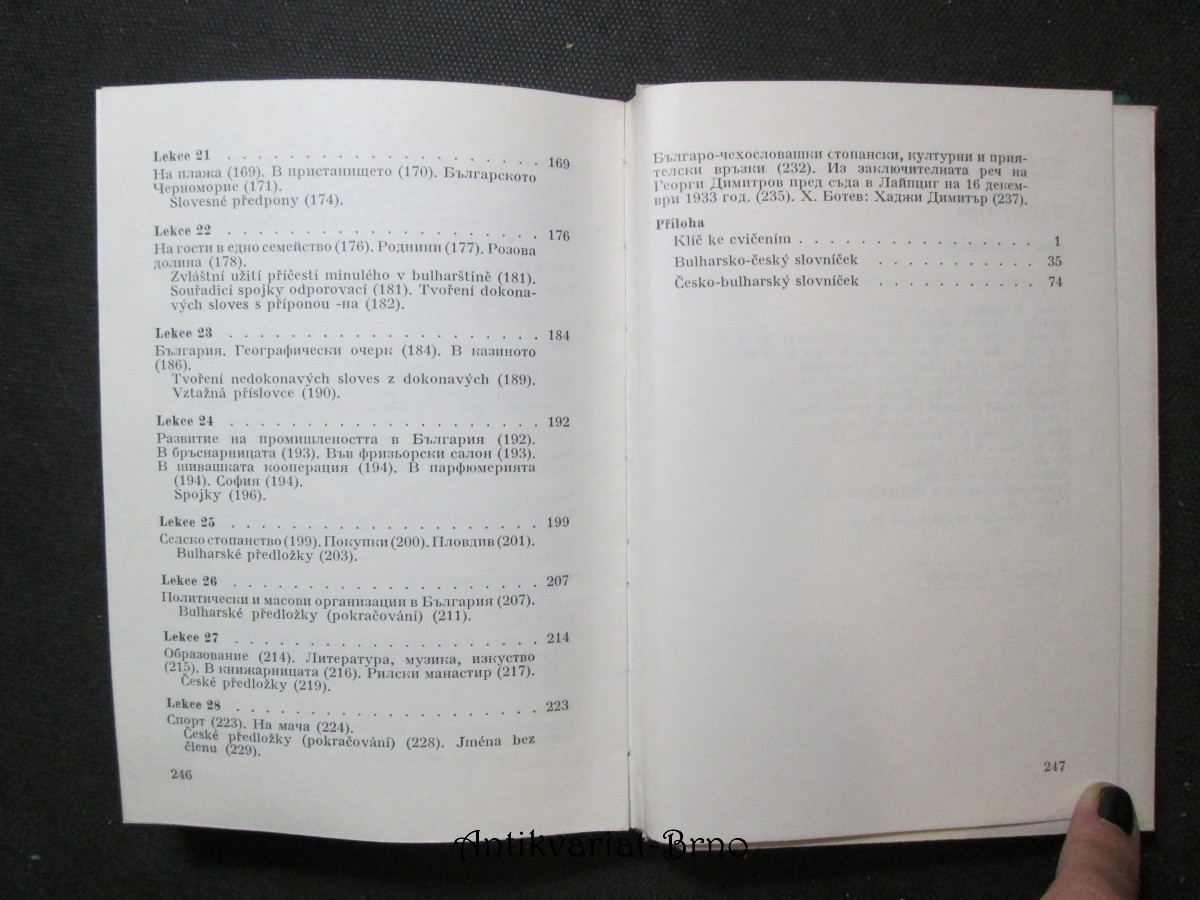 Lekce 21 . . . . . . . . . . . . . . . . . . . . 169
На плажа (169). В пристанището (170). Българското
Черноморие (171).
Slovesné předpony (174).
Lekce 22 . . . . . . . . . . . . . . . . . . . . 176
На гости в едно семейство (176). Роднини (177). Розова
долина (178).
Zvláštní užití příčestí minulého v bulharštině (181).
Souřadicí spojky odporovací (181). Tvoření dokona-
vých sloves s příponou -на (182).
Lekce 23 . . . . . . . . . . . . . . . . . . . . 184
България. Географически очерк (184). В казиното
(186).
Tvoření nedokonavých sloves z dokonavých (189).
Vztažná příslovce (190).
Lekce 24 . . . . . . . . . . . . . . . . . . . . 192
Развитие на промишлеността в България (192).
В бръснарницата (193). Във фризьорски салон (193).
В шивашката кооперация (194). В парфюмерията
(194). София (194).
Spojky (196).
Lekce 25 . . . . . . . . . . . . . . . . . . . . 199
Селско стопанство (199). Покупки (200). Пловдив (201).
Bulharské předložky (203).
Lekce 26 . . . . . . . . . . . . . . . . . . . . 207
Политически и масови организации в България (207).
Bulharské předložky (pokračování) (211).
Lekce 27 . . . . . . . . . . . . . . . . . . . . 214
Образование (214). Литература, музика, изкуство
(215). В книжарницата (216). Рилски манастир (217).
České předložky (219).
Lekce 28 . . . . . . . . . . . . . . . . . . . . 223
Спорт (223). На мача (224).
České předložky (pokračování) (228). Jména bez
členu (229).
246
Българо-чехословашки стопански, културни и прия-
телски връзки (232). Из заключителната реч на
Георги Димитров пред съда в Лайпциг на 16 декем-
ври 1933 год. (235). Х. Ботев: Хаджи Димитър (237).
Příloha
Klíč ke cvičením . . . . . . . . . . . . . . . . 1
Bulharsko-český slovníček . . . . . . . . . . . 35
Česko-bulharský slovníček . . . . . . . . . . . 74
247
Antikvariat-Brno